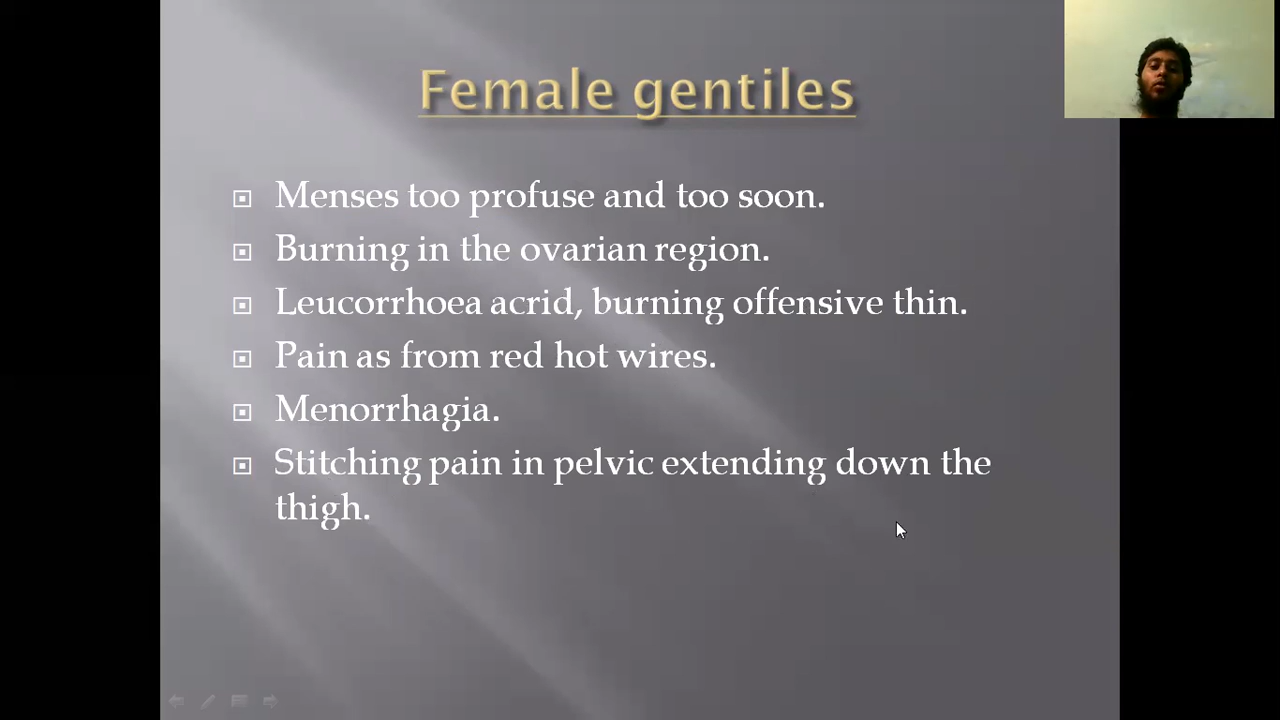 Female gentiles
Menses too profuse and too soon.
Burning in the ovarian region.
Leucorrhoea acrid, burning offensive thin.
Pain as from red hot wires.
Menorrhagia.
Stitching pain in pelvic extending down the
thigh.